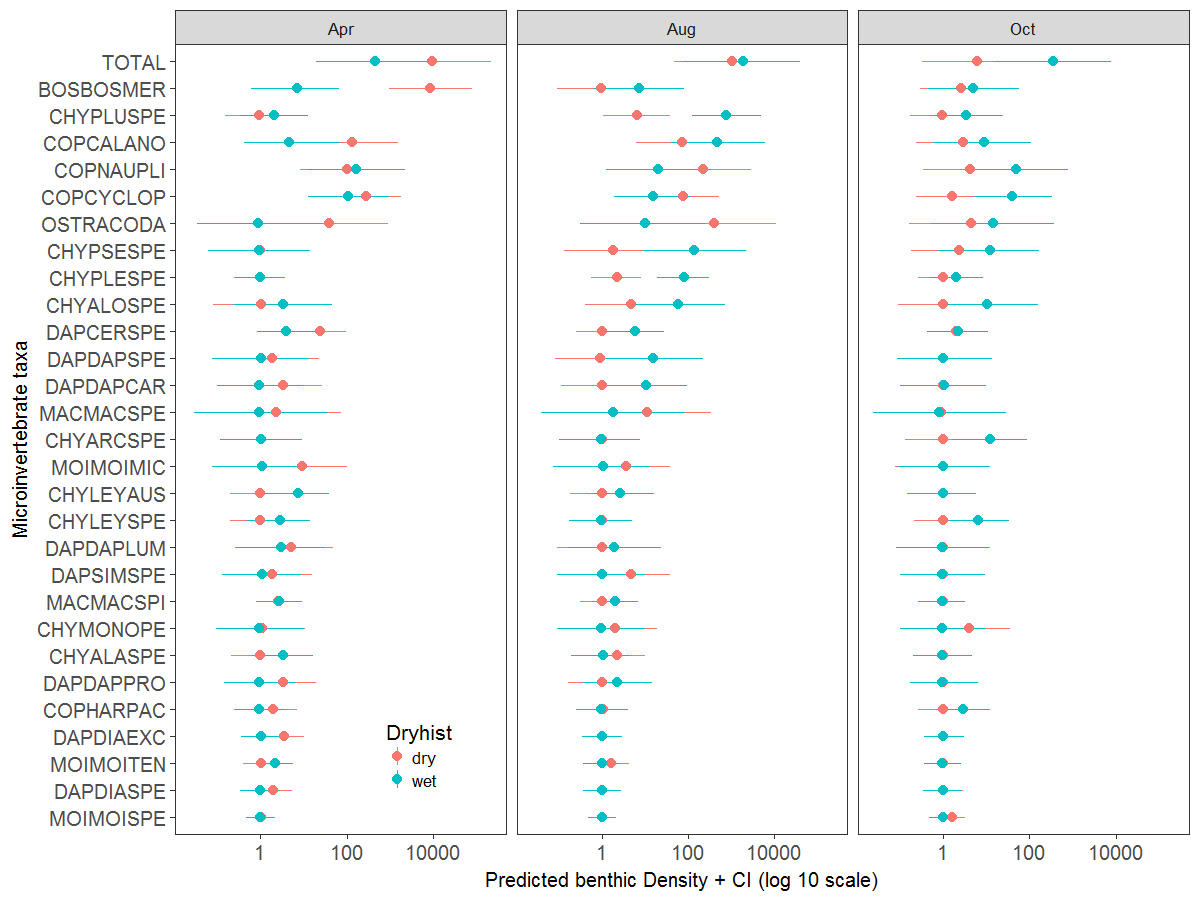 Apr Aug Oct
TOTAL
BOSBOSMER
CHYPLUSPE
COPCALANO
COPNAUPLI
COPCYCLOP
OSTRACODA
CHYPSESPE
CHYPLESPE
CHYALOSPE
DAPCERSPE
DAPDAPSPE
DAPDAPCAR
MACMACSPE
CHYARCSPE
MOIMOIMIC
CHYLEYAUS
CHYLEYSPE
DAPDAPLUM
DAPSIMSPE
MACMACSPI
CHYMONOPE
CHYALASPE
DAPDAPPRO
COPHARPAC
DAPDIAEXC
MOIMOITEN
DAPDIASPE
MOIMOISPE
Microinvertebrate taxa
Dryhist
dry
wet
1 100 10000 1 100 10000 1 100 10000
Predicted benthic Density + CI (log 10 scale)